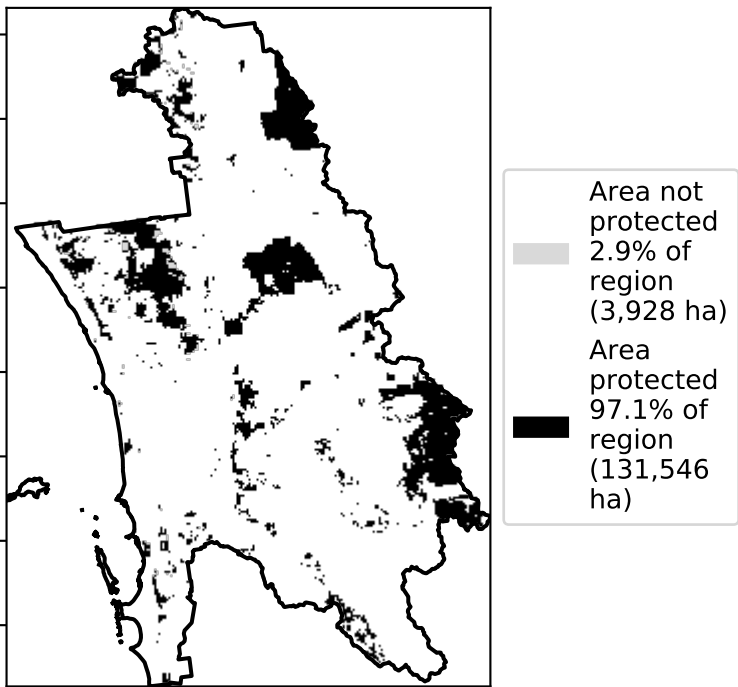 Area not
protected
2.9% of
region
(3,928 ha)
Area
protected
97.1% of
region
(131,546
ha)